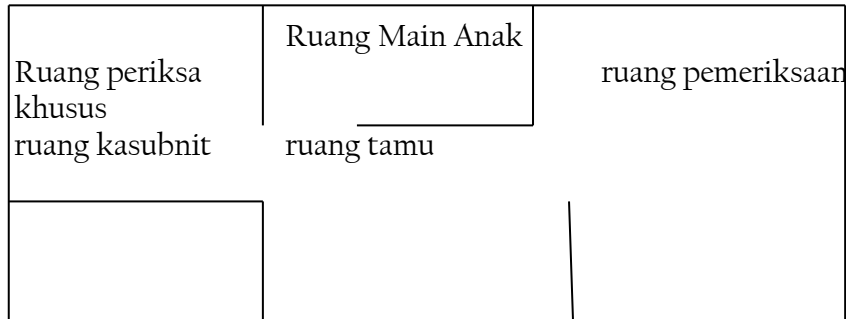 Ruang Main Anak
Ruang periksa
khusus
ruang pemeriksaan
ruang kasubnit
ruang tamu